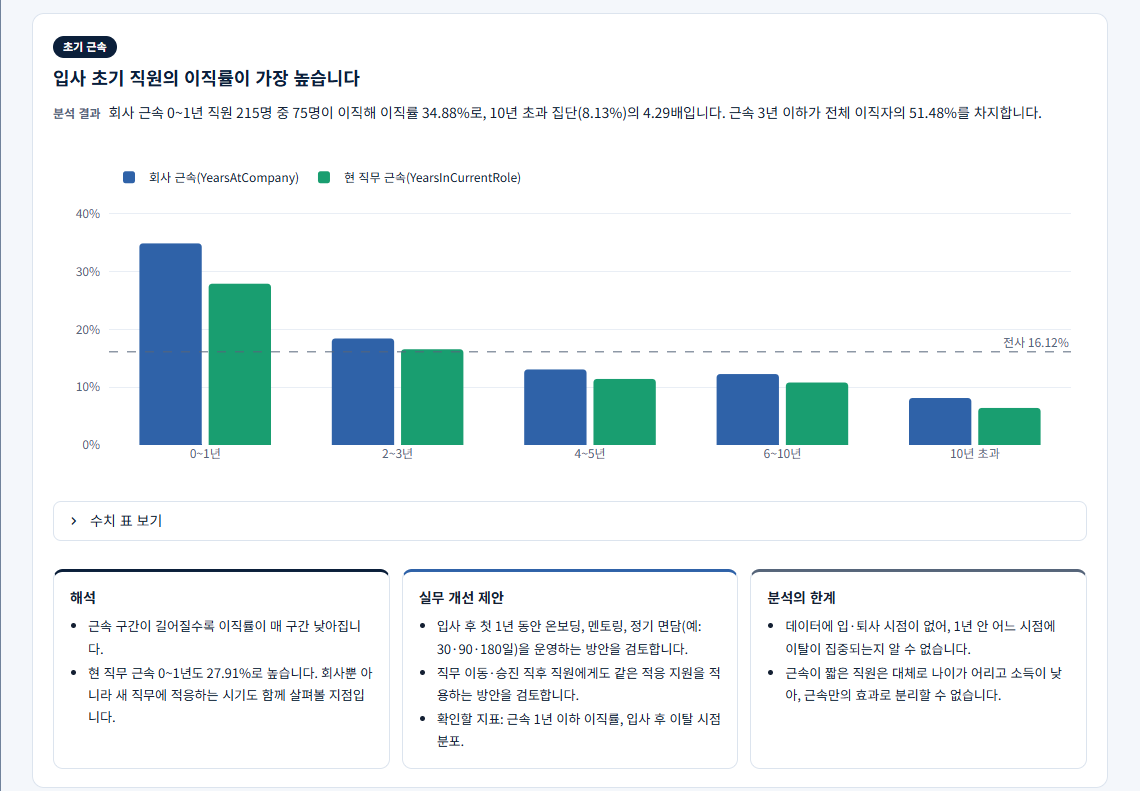 초기 근속
입사 초기 직원의 이직률이 가장 높습니다
분석 결과 회사 근속 0~1년 직원 215명 중 75명이 이직해 이직률 34.88%로, 10년 초과 집단(8.13%)의 4.29배입니다. 근속 3년 이하가 전체 이직자의 51.48%를 차지합니다.
회사 근속(YearsAtCompany) 현 직무 근속(YearsInCurrentRole)
40%
30%
20%
전사 16.12%
10%
0%
0~1년 2~3년 4~5년 6~10년 10년 초과
수치 표 보기
해석
• 근속 구간이 길어질수록 이직률이 매 구간 낮아집니
다.
• 현 직무 근속 0~1년도 27.91%로 높습니다. 회사뿐 아
니라 새 직무에 적응하는 시기도 함께 살펴볼 지점입
니다.
실무 개선 제안
• 입사 후 첫 1년 동안 온보딩, 멘토링, 정기 면담(예:
30·90·180일)을 운영하는 방안을 검토합니다.
• 직무 이동·승진 직후 직원에게도 같은 적응 지원을 적
용하는 방안을 검토합니다.
• 확인할 지표: 근속 1년 이하 이직률, 입사 후 이탈 시점
분포.
분석의 한계
• 데이터에 입·퇴사 시점이 없어, 1년 안 어느 시점에
이탈이 집중되는지 알 수 없습니다.
• 근속이 짧은 직원은 대체로 나이가 어리고 소득이 낮
아, 근속만의 효과로 분리할 수 없습니다.